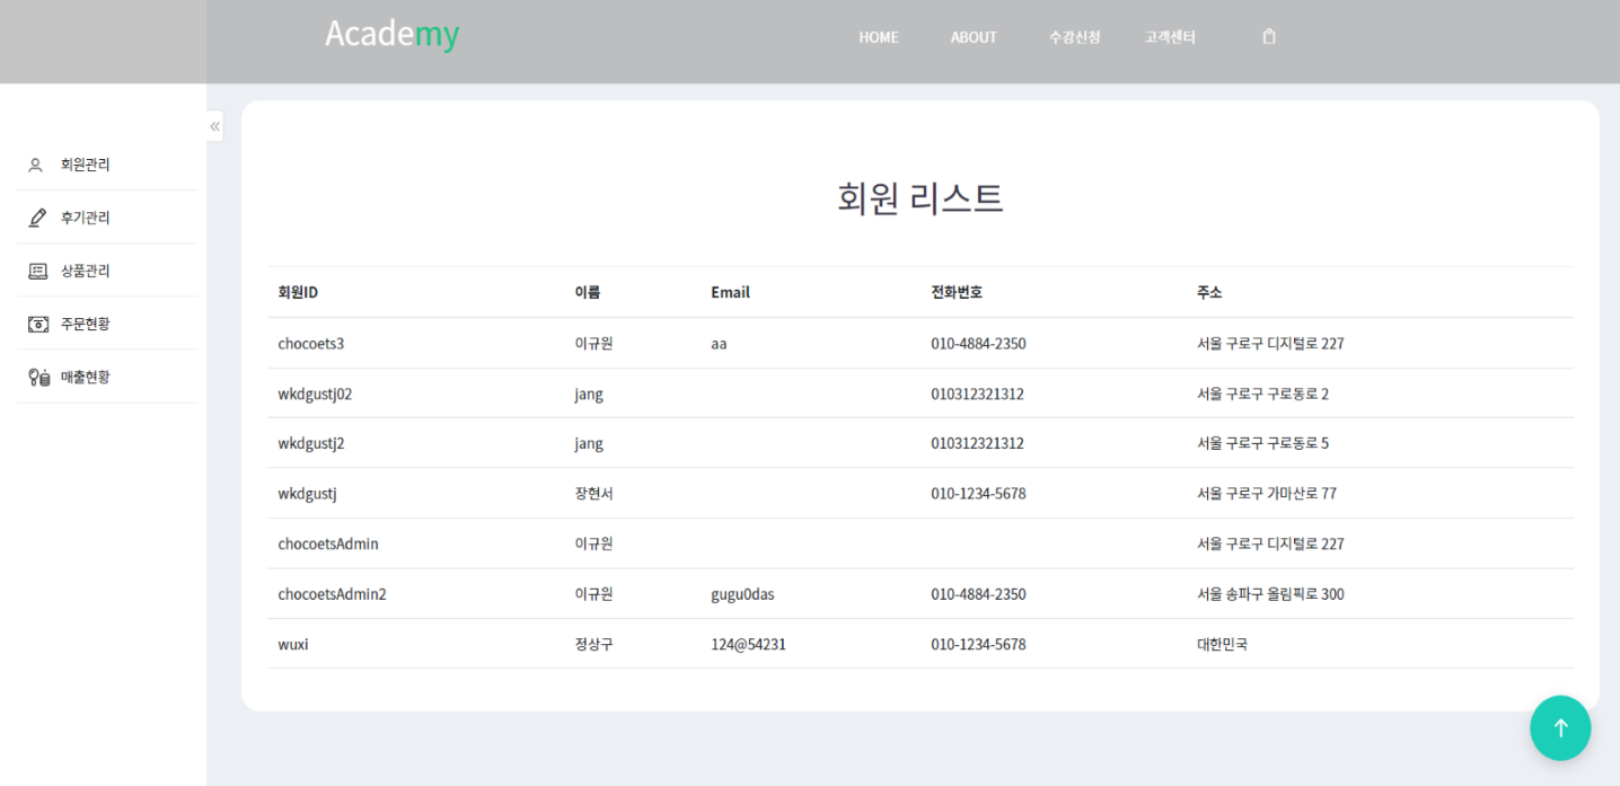 Academy
HOME ABOUT 수강신청 고객센터
«
회원관리
후기관리
상품관리
주문현황
매출현황
회원 리스트
회원ID 이름 Email 전화번호 주소
chocoets3 이규원 aa 010-4884-2350 서울 구로구 디지털로 227
wkdgustj02 jang 010312321312 서울 구로구 구로동로 2
wkdgustj2 jang 010312321312 서울 구로구 구로동로 5
wkdgustj 장현서 010-1234-5678 서울 구로구 가마산로 77
chocoetsAdmin 이규원 서울 구로구 디지털로 227
chocoetsAdmin2 이규원 gugu0das 010-4884-2350 서울 송파구 올림픽로 300
wuxi 정상구 124@54231 010-1234-5678 대한민국